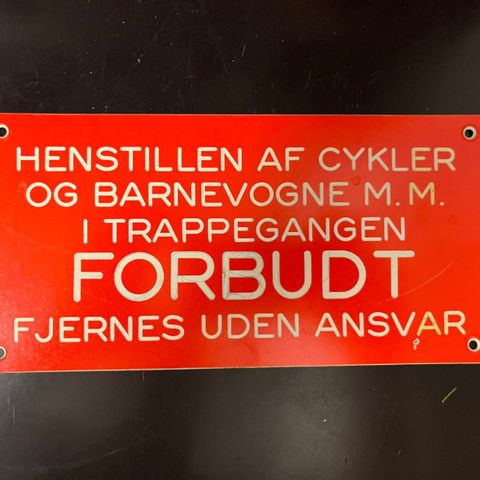 HENSTILLEN AF CYKLER
OG BARNEVOGNE M.M.
I TRAPPEGANGEN
FORBUDT
FJERNES UDEN ANSVAR